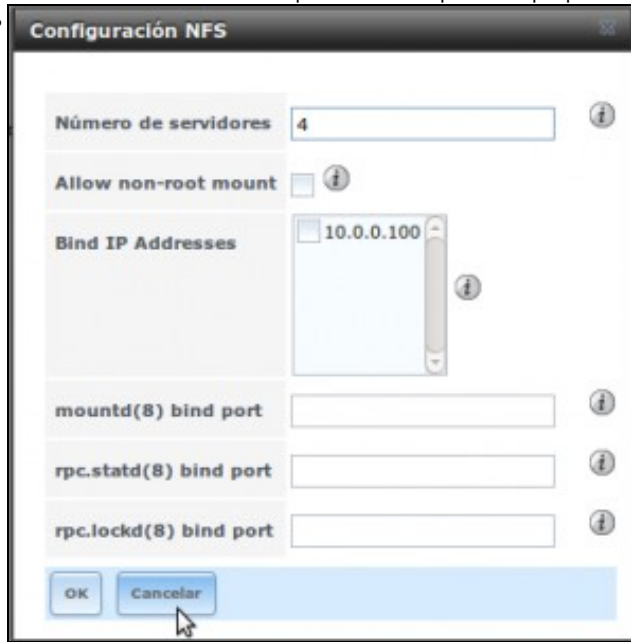 Configuración NFS
Número de servidores 4
Allow non-root mount
Bind IP Addresses
10.0.0.100
mountd(8) bind port
rpc.statd(8) bind port
rpc.lockd(8) bind port
OK Cancelar